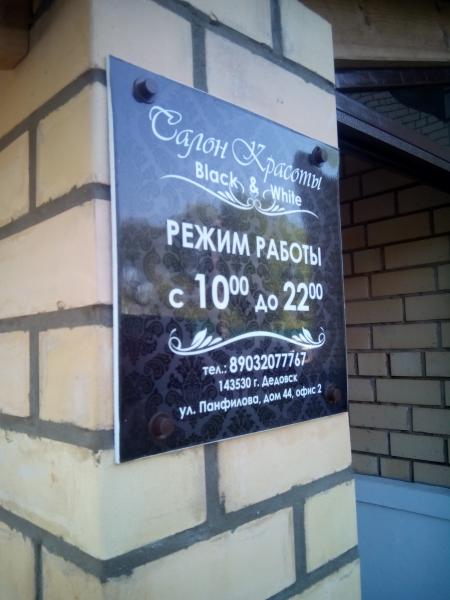 Салон Красоты
Black & White
РЕЖИМ РАБОТЫ
с 10⁰⁰ до 22⁰⁰
тел.: 89032077767
143530 г. Дедовск
ул. Панфилова, дом 44, офис 2